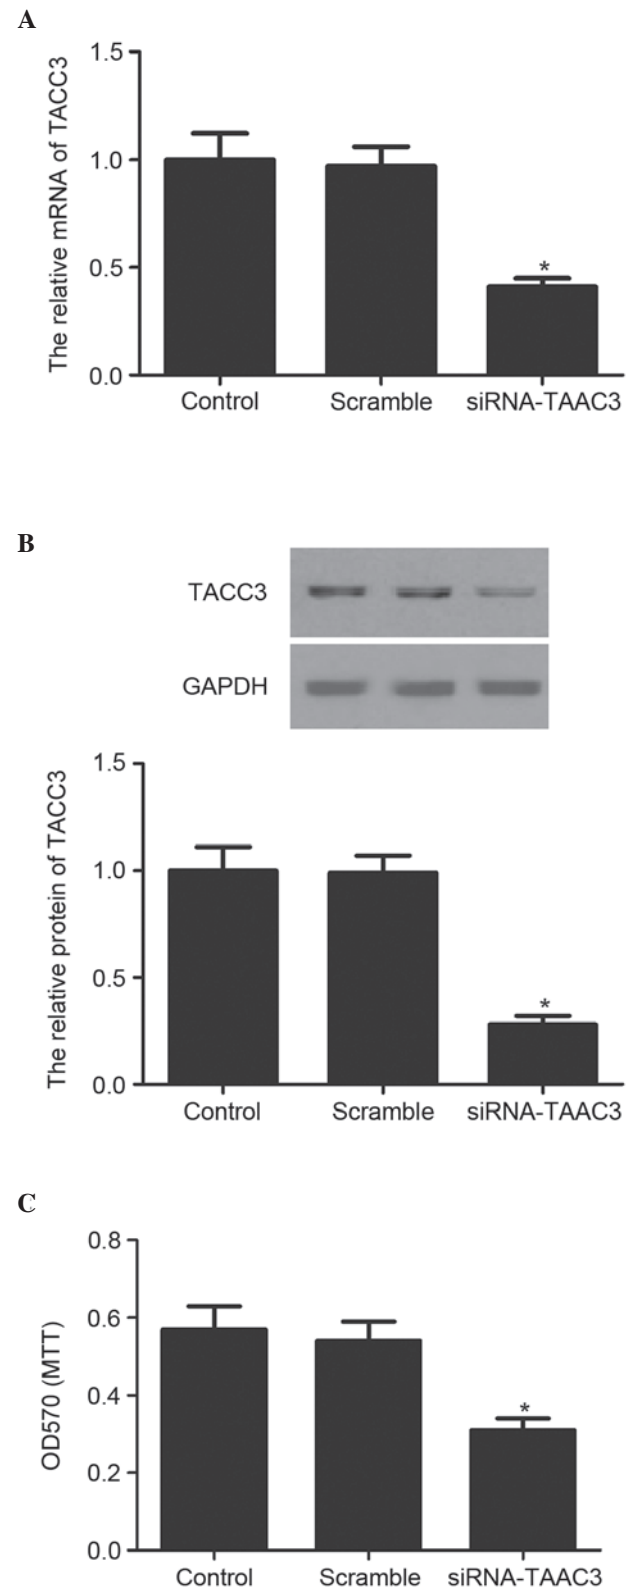 A
The relative mRNA of TACC3
1.5
1.0
0.5
0.0
*
Control Scramble siRNA-TAAC3
B
TACC3
GAPDH
The relative protein of TACC3
1.5
1.0
0.5
0.0
*
Control Scramble siRNA-TAAC3
C
OD570 (MTT)
0.8
0.6
0.4
0.2
0.0
*
Control Scramble siRNA-TAAC3